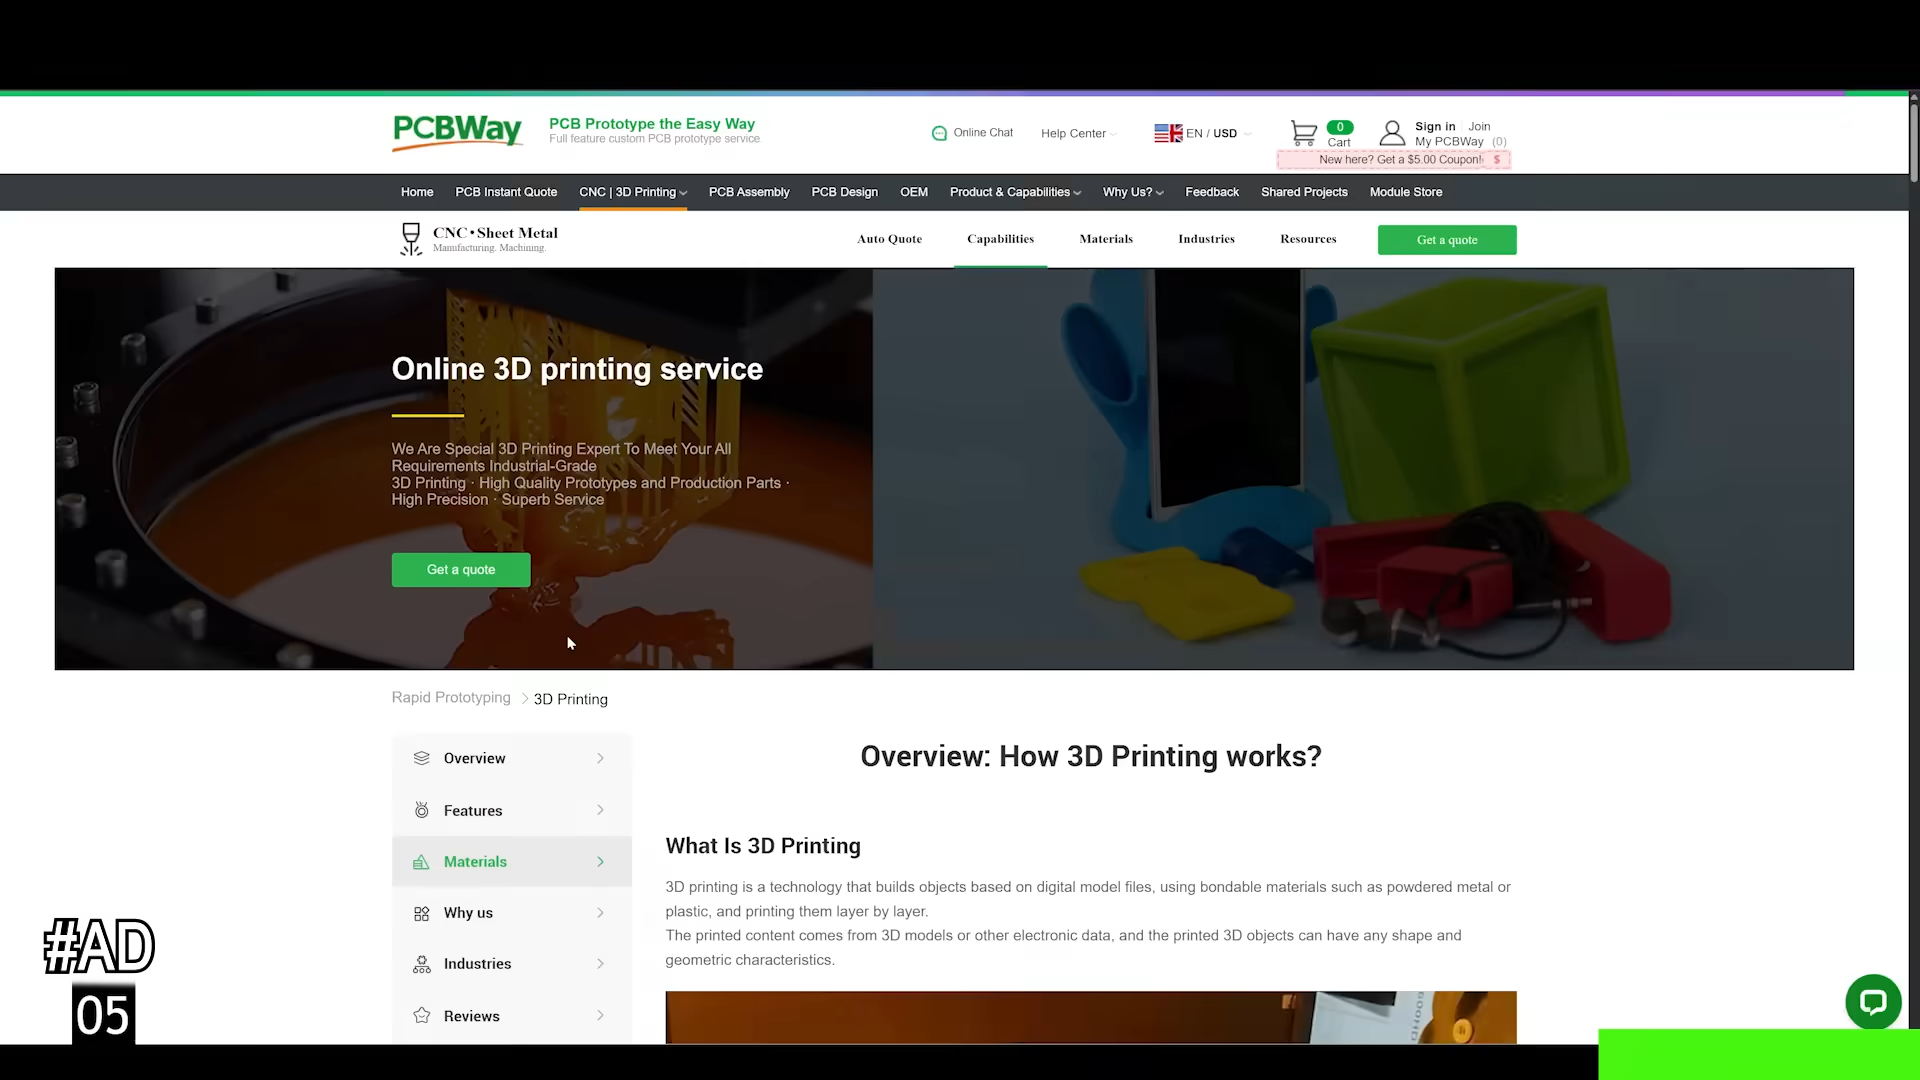 PCBWay
PCB Prototype the Easy Way
Full feature custom PCB prototype service
Online Chat
Help Center
EN / USD
0
Cart
Sign in
Join
My PCBWay (0)
New here? Get a $5.00 Coupon!
$
Home
PCB Instant Quote
CNC | 3D Printing
PCB Assembly
PCB Design
OEM
Product & Capabilities
Why Us?
Feedback
Shared Projects
Module Store
CNC•Sheet Metal
Manufacturing. Machining.
Auto Quote
Capabilities
Materials
Industries
Resources
Get a quote
Online 3D printing service
We Are Special 3D Printing Expert To Meet Your All
Requirements Industrial-Grade
3D Printing · High Quality Prototypes and Production Parts ·
High Precision · Superb Service
Get a quote
Rapid Prototyping
3D Printing
Overview
Features
Materials
Why us
Industries
Reviews
Overview: How 3D Printing works?
What Is 3D Printing
3D printing is a technology that builds objects based on digital model files, using bondable materials such as powdered metal or
plastic, and printing them layer by layer.
The printed content comes from 3D models or other electronic data, and the printed 3D objects can have any shape and
geometric characteristics.
#AD
05